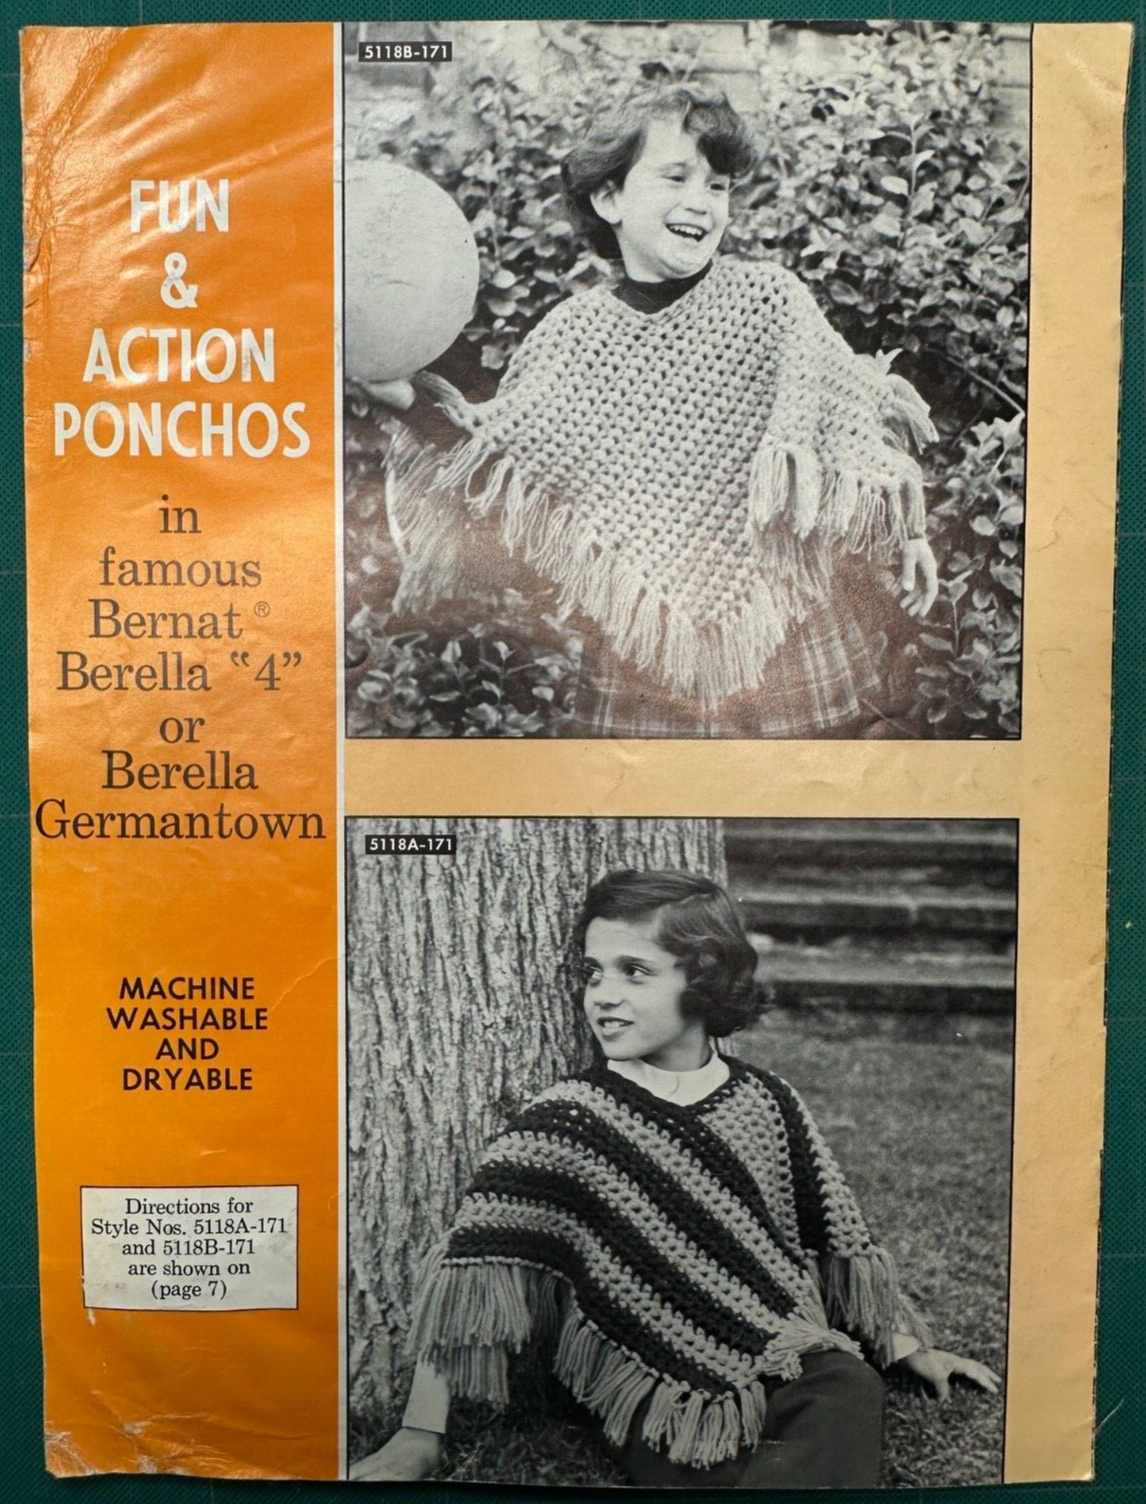 FUN
&
ACTION
PONCHOS
in
famous
Bernat®
Berella “4”
or
Berella
Germantown
MACHINE
WASHABLE
AND
DRYABLE
Directions for
Style Nos. 5118A-171
and 5118B-171
are shown on
(page 7)
5118B-171
5118A-171